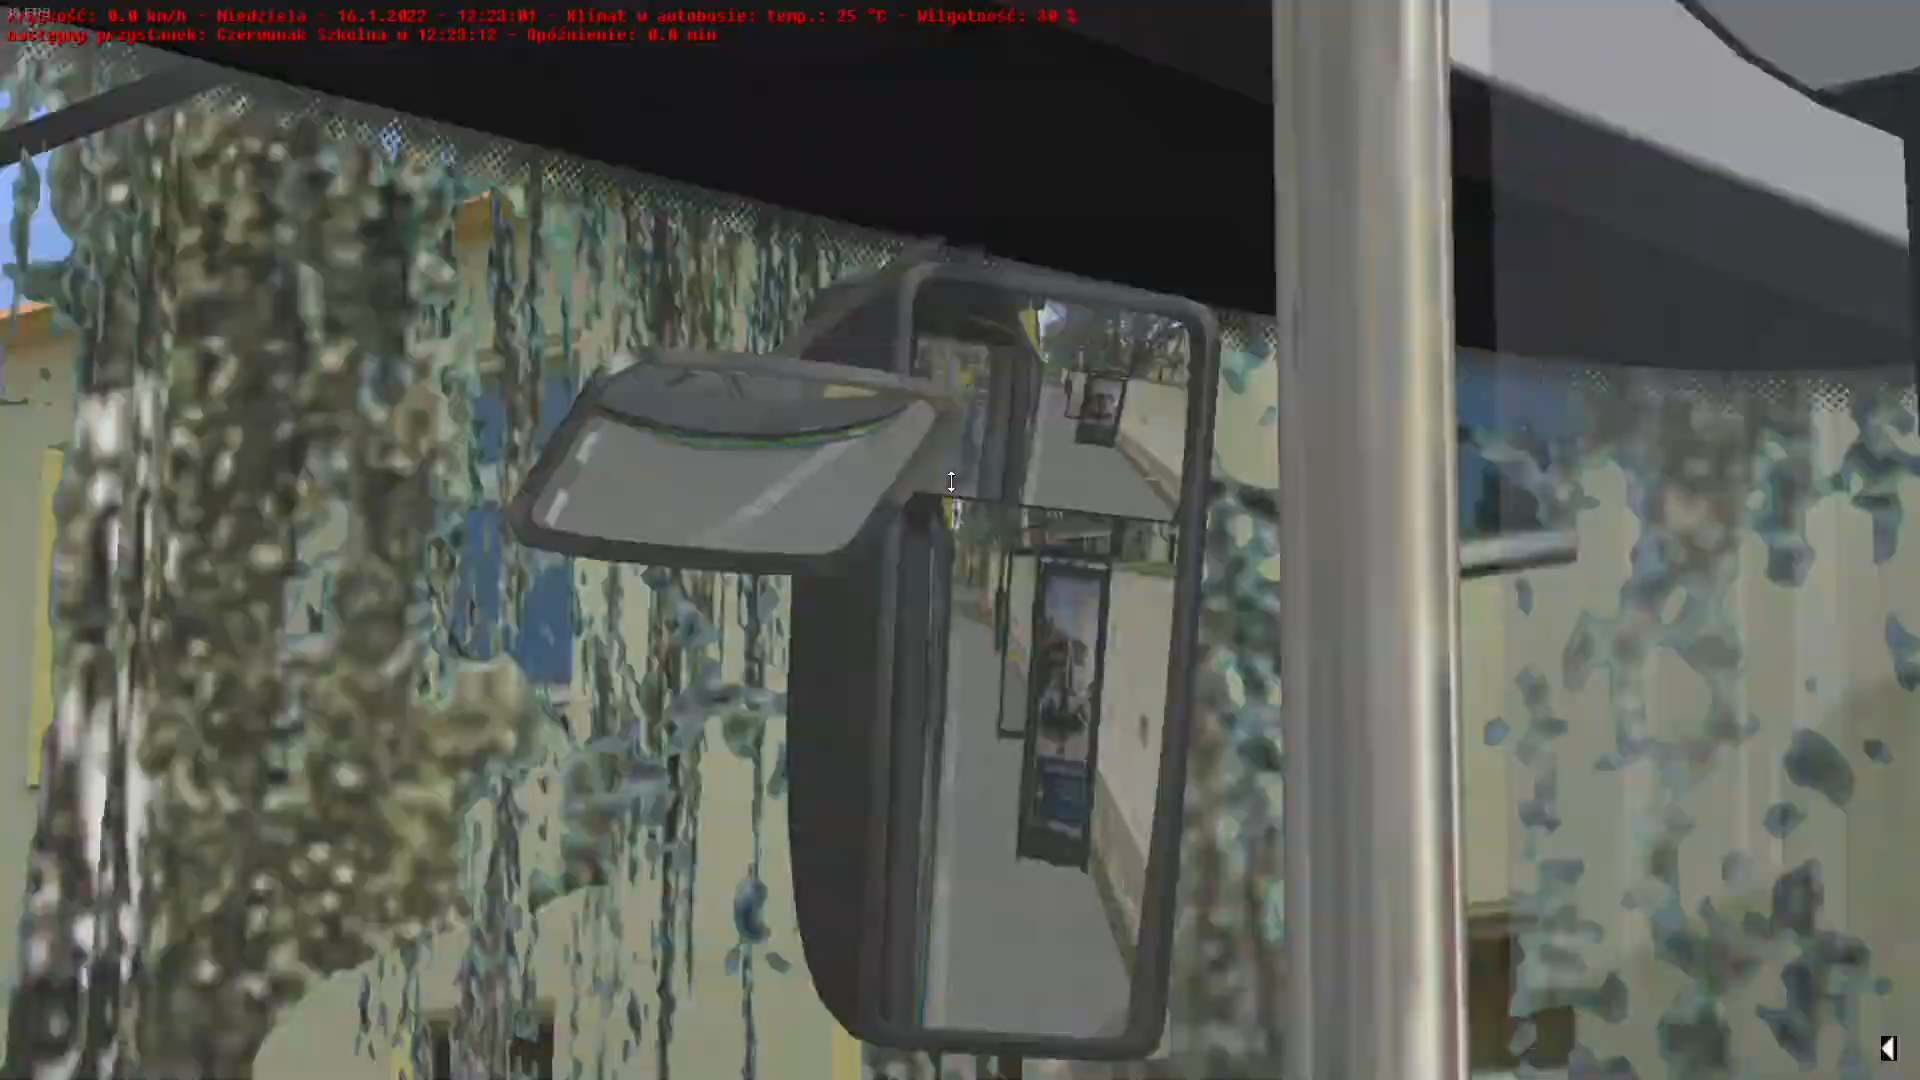 Prędkość: 0.0 km/h - Niedziela - 16.1.2022 - 12:23:01 - Klimat w autobusie: temp.: 25 °C - Wilgotność: 30 %
następny przystanek: Czerwonak Szkolna w 12:23:12 - Opóźnienie: 0.0 min